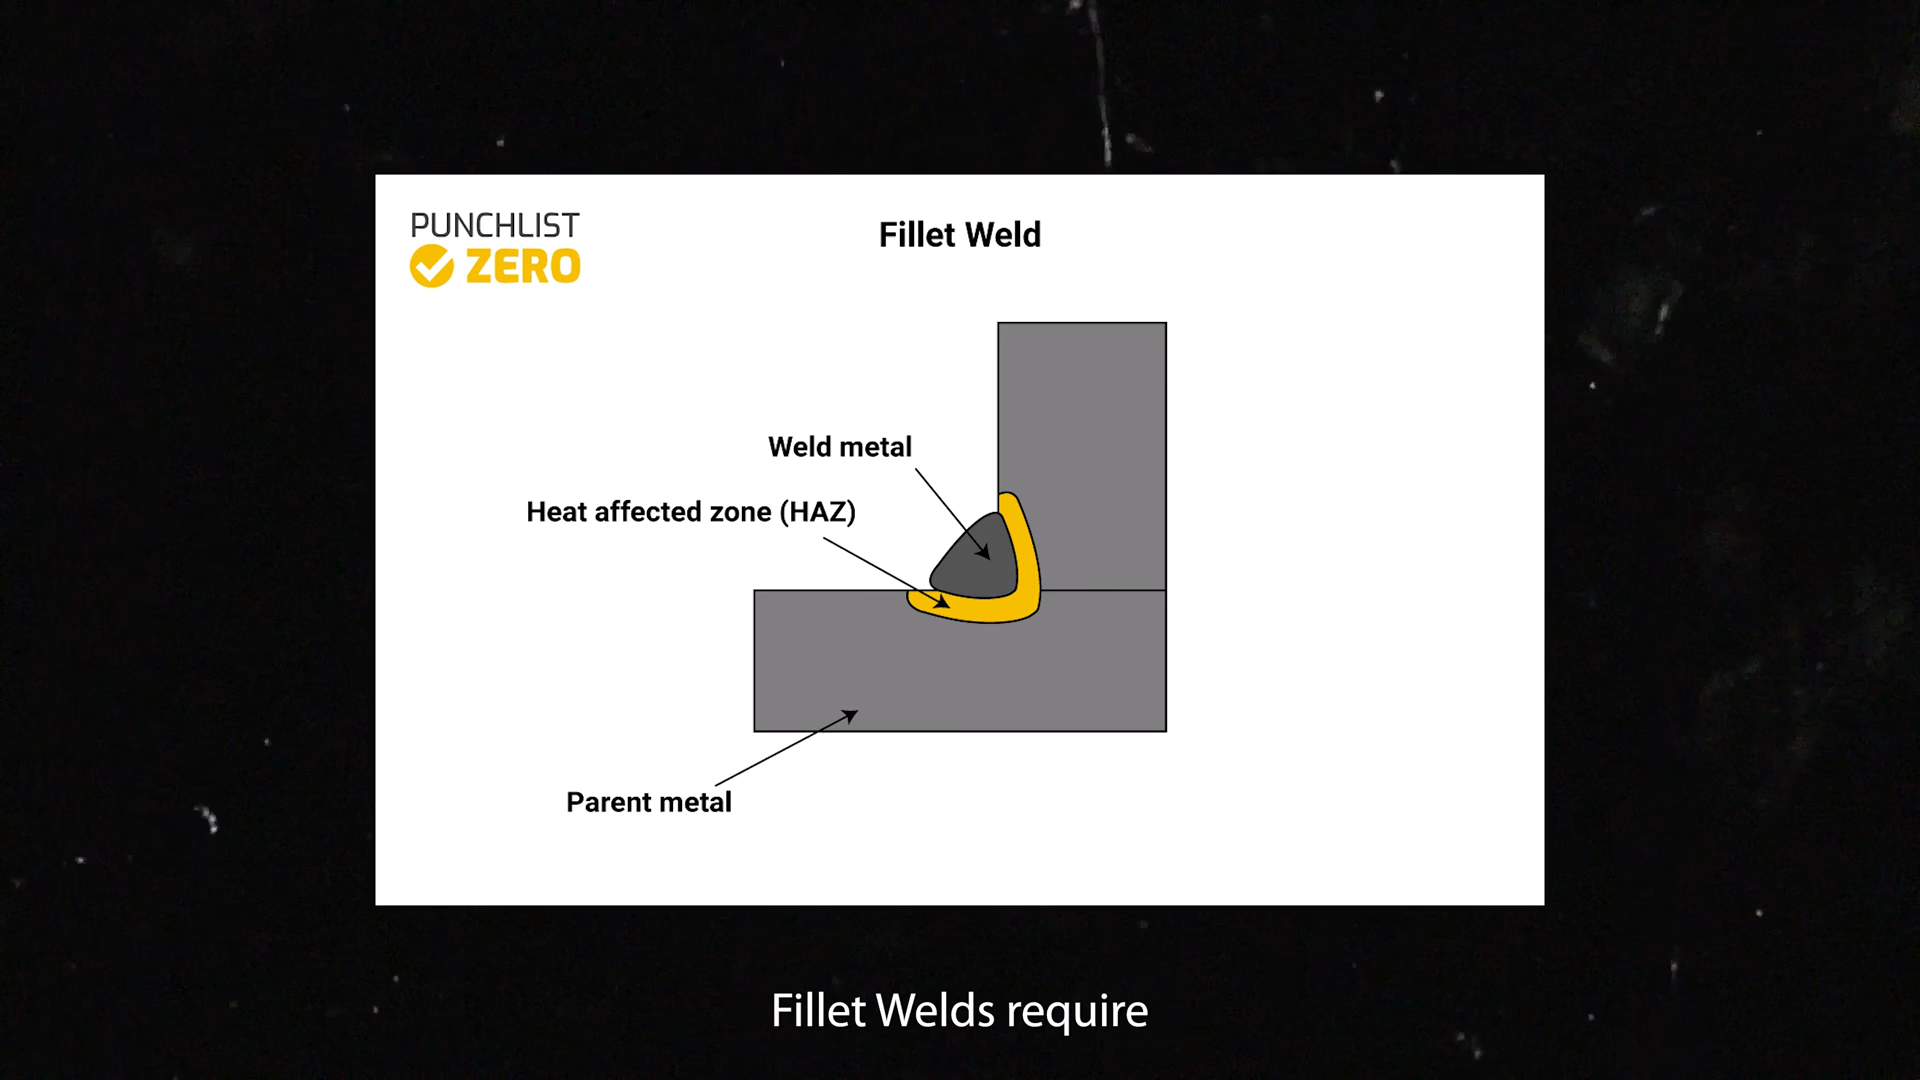 PUNCHLIST
ZERO
Fillet Weld
Weld metal
Heat affected zone (HAZ)
Parent metal
Fillet Welds require